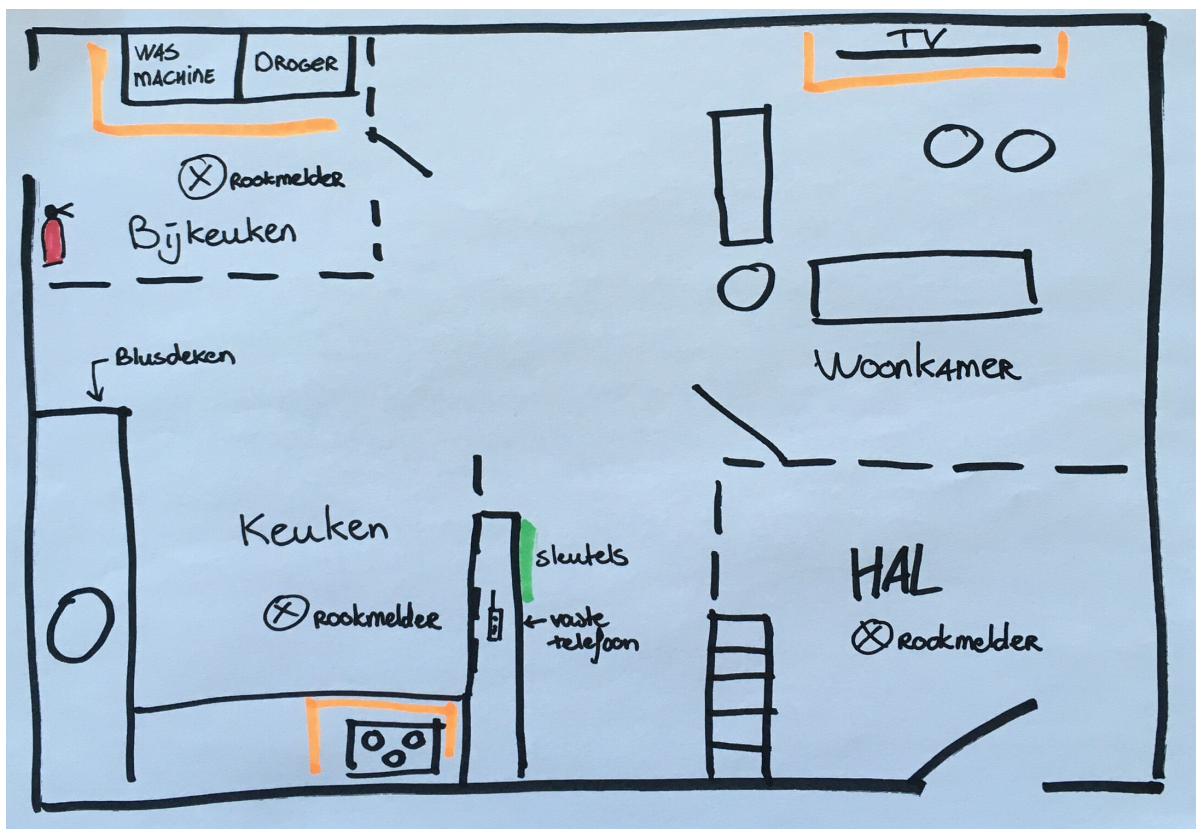 WAS
MACHINE
DROGER
TV
Rookmelder
Bijkeuken
Blusdeken
WOONKAMER
Keuken
Sleutels
HAL
Rookmelder
vaste
telefoon
Rookmelder